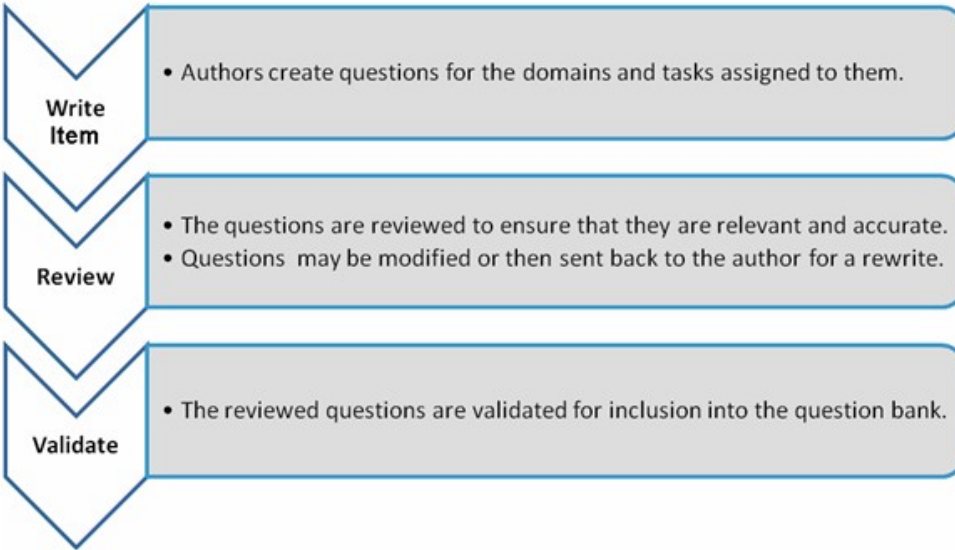 Write
Item
• Authors create questions for the domains and tasks assigned to them.
Review
• The questions are reviewed to ensure that they are relevant and accurate.
• Questions  may be modified or then sent back to the author for a rewrite.
Validate
• The reviewed questions are validated for inclusion into the question bank.